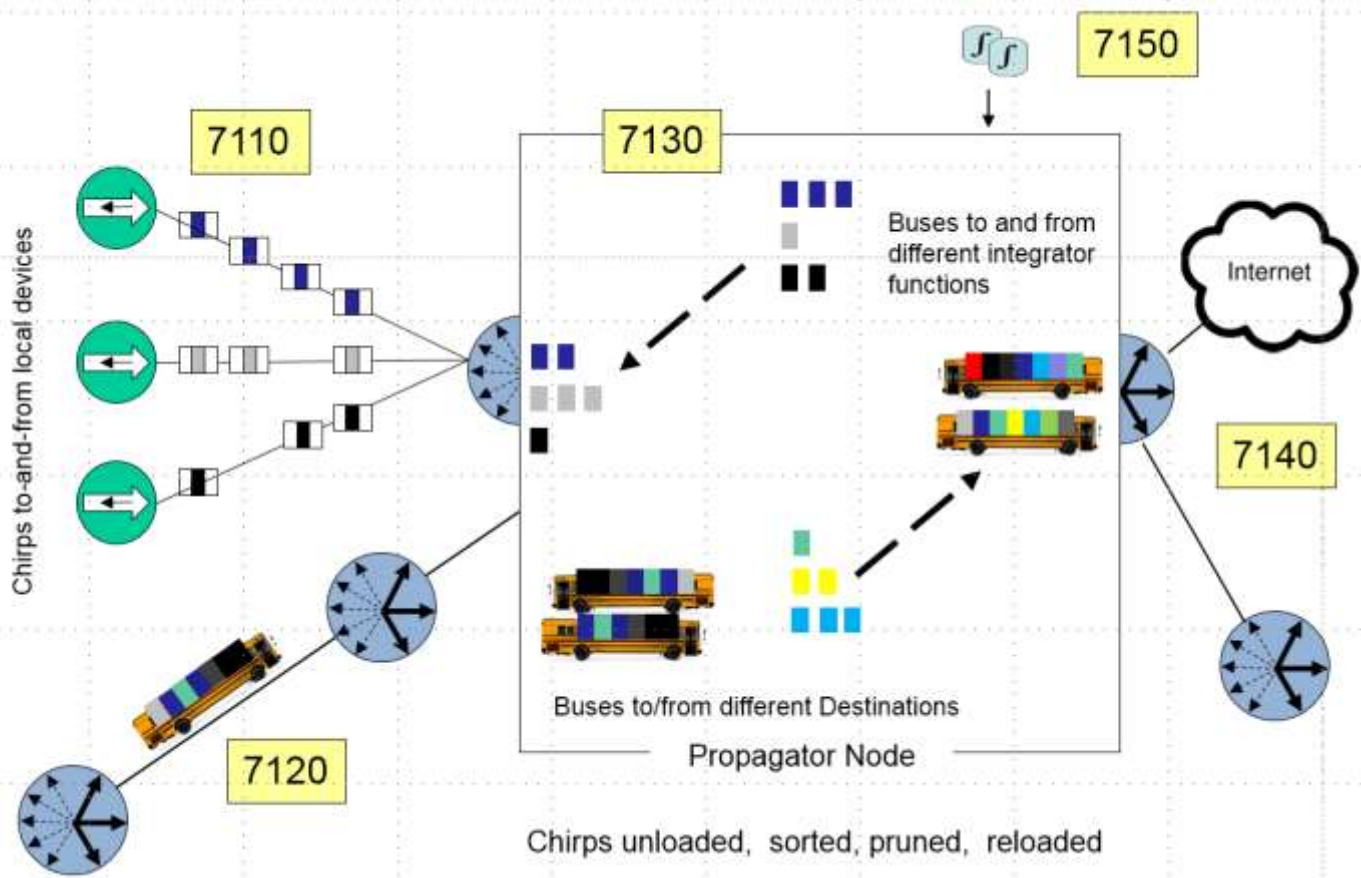 7150
7110
7130
Chirps to-and-from local devices
∫ ∫
Buses to and from
different integrator
functions
Internet
7140
Buses to/from different Destinations
Propagator Node
7120
Chirps unloaded, sorted, pruned, reloaded